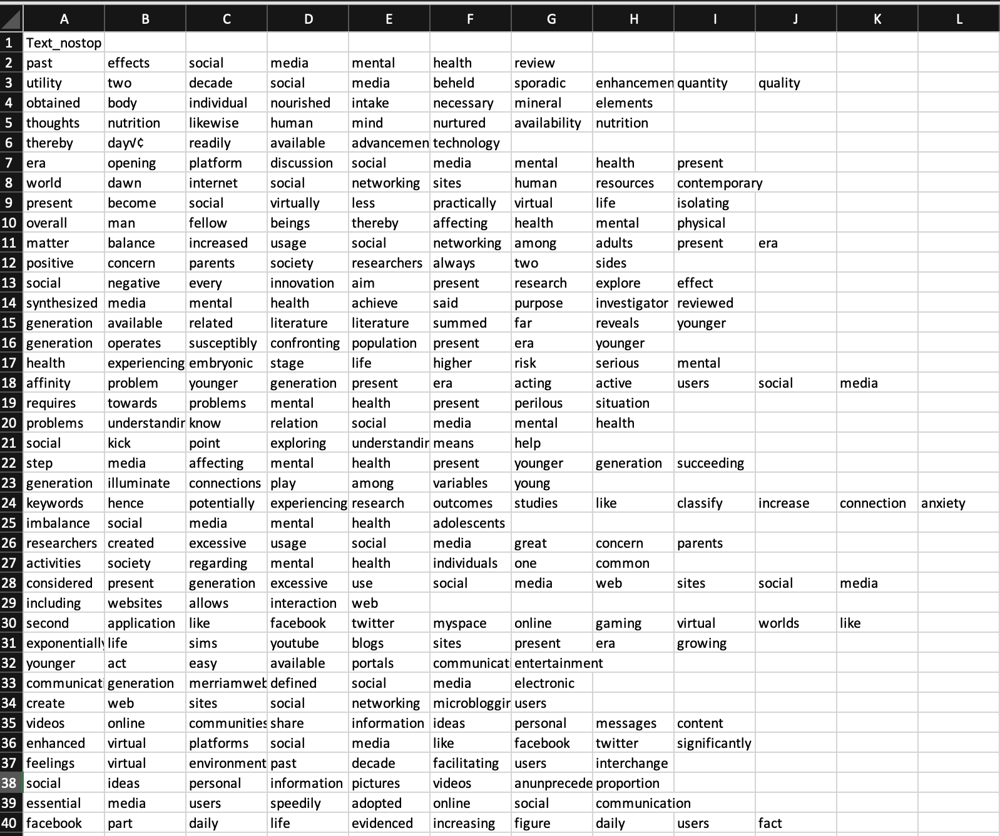 A B C D E F G H I J K L
1 Text_nostop
2 past effects social media mental health review
3 utility two decade social media beheld sporadic enhancemen quantity quality
4 obtained body individual nourished intake necessary mineral elements
5 thoughts nutrition likewise human mind nurtured availability nutrition
6 thereby day√¢ readily available advancemen technology
7 era opening platform discussion social media mental health present
8 world dawn internet social networking sites human resources contemporary
9 present become social virtually less practically virtual life isolating
10 overall man fellow beings thereby affecting health mental physical
11 matter balance increased usage social networking among adults present era
12 positive concern parents society researchers always two sides
13 social negative every innovation aim present research explore effect
14 synthesized media mental health achieve said purpose investigator reviewed
15 generation available related literature literature summed far reveals younger
16 generation operates susceptibly confronting population present era younger
17 health experiencing embryonic stage life higher risk serious mental
18 affinity problem younger generation present era acting active users social media
19 requires towards problems mental health present perilous situation
20 problems understandin know relation social media mental health
21 social kick point exploring understandin means help
22 step media affecting mental health present younger generation succeeding
23 generation illuminate connections play among variables young
24 keywords hence potentially experiencing research outcomes studies like classify increase connection anxiety
25 imbalance social media mental health adolescents
26 researchers created excessive usage social media great concern parents
27 activities society regarding mental health individuals one common
28 considered present generation excessive use social media web sites social media
29 including websites allows interaction web
30 second application like facebook twitter myspace online gaming virtual worlds like
31 exponentially life sims youtube blogs sites present era growing
32 younger act easy available portals communicati entertainment
33 communicati generation merriamweb defined social media electronic
34 create web sites social networking microbloggin users
35 videos online communities share information ideas personal messages content
36 enhanced virtual platforms social media like facebook twitter significantly
37 feelings virtual environment past decade facilitating users interchange
38 social ideas personal information pictures videos anunprecede proportion
39 essential media users speedily adopted online social communication
40 facebook part daily life evidenced increasing figure daily users fact